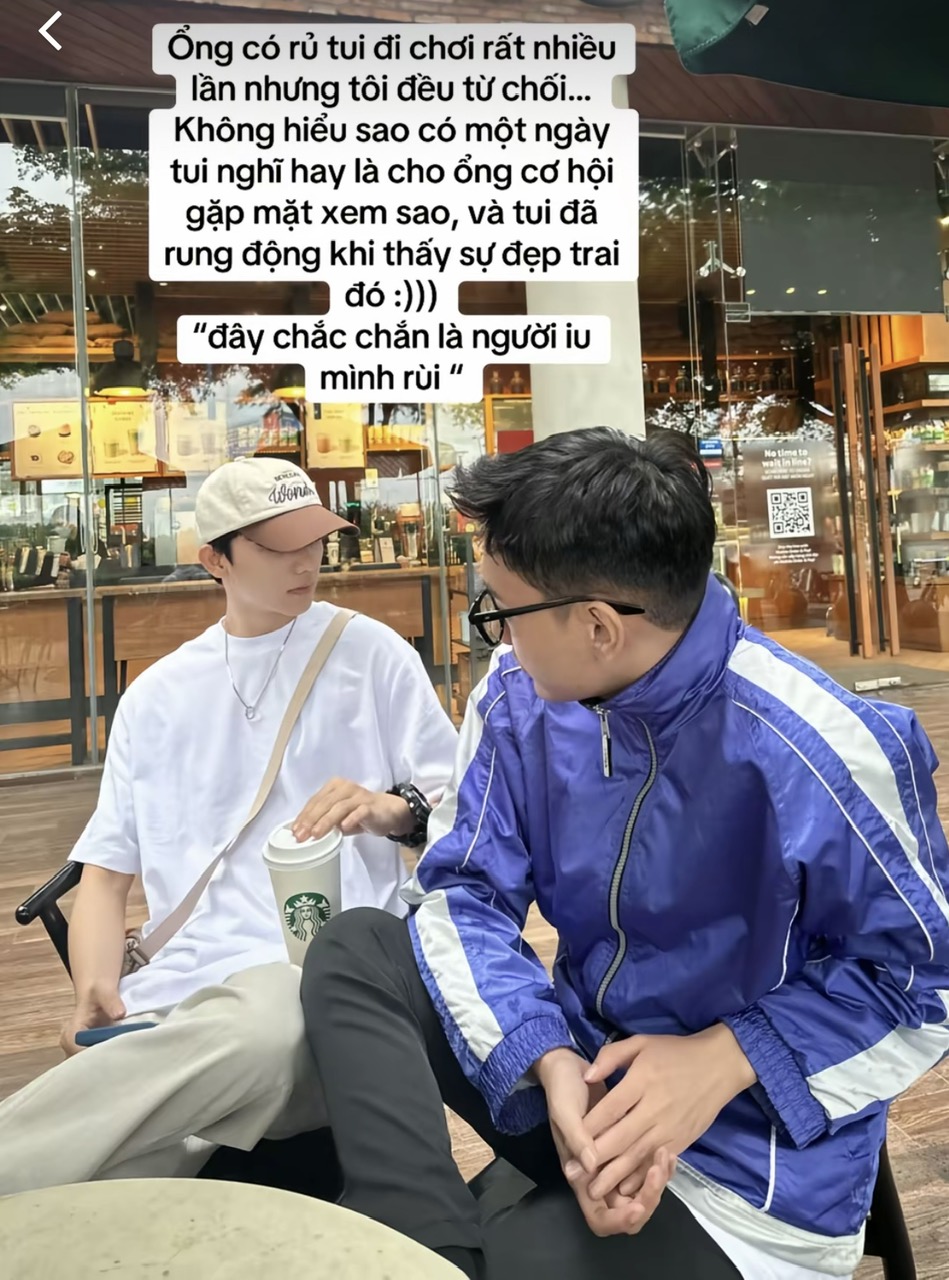 Ổng có rủ tui đi chơi rất nhiều
lần nhưng tôi đều từ chối...
Không hiểu sao có một ngày
tui nghĩ hay là cho ổng cơ hội
gặp mặt xem sao, và tui đã
rung động khi thấy sự đẹp trai
đó :)))
“đây chắc chắn là người iu
mình rùi “
No time to
wait in line?